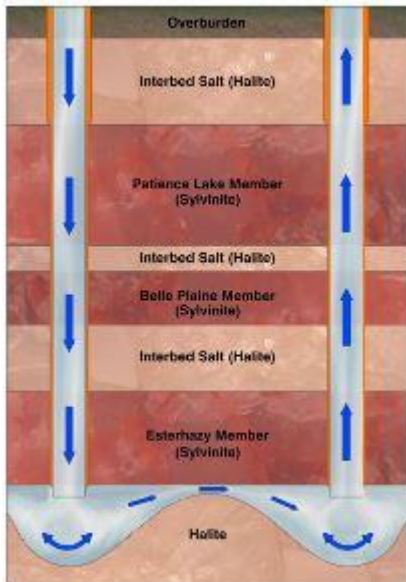 Overburden
Interbed Salt (Halite)
Patience Lake Member
(Sylvinite)
Interbed Salt (Halite)
Belle Plaine Member
(Sylvinite)
Interbed Salt (Halite)
Esterhazy Member
(Sylvinite)
Halite